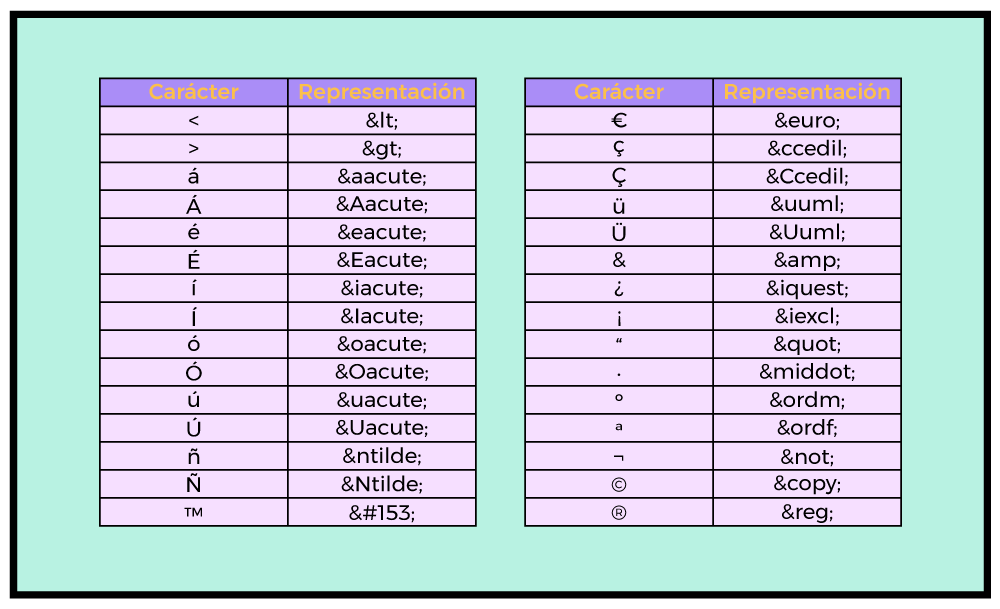 Carácter Representación
< &lt;
> &gt;
á &aacute;
Á &Aacute;
é &eacute;
É &Eacute;
í &iacute;
Í &Iacute;
ó &oacute;
Ó &Oacute;
ú &uacute;
Ú &Uacute;
ñ &ntilde;
Ñ &Ntilde;
™ &#153;
Carácter Representación
€ &euro;
ç &ccedil;
Ç &Ccedil;
ü &uuml;
Ü &Uuml;
& &amp;
¿ &iquest;
¡ &iexcl;
“ &quot;
· &middot;
º &ordm;
ª &ordf;
¬ &not;
© &copy;
® &reg;